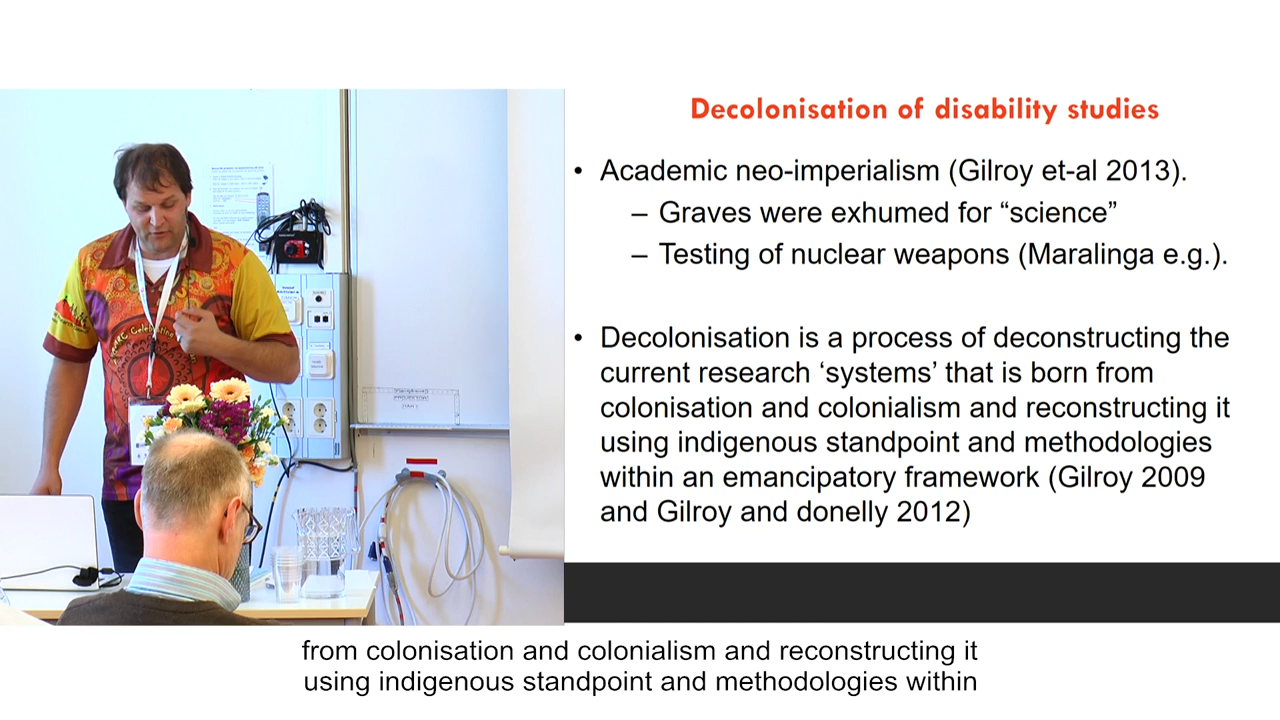 Decolonisation of disability studies
• Academic neo-imperialism (Gilroy et-al 2013).
– Graves were exhumed for “science”
– Testing of nuclear weapons (Maralinga e.g.).
• Decolonisation is a process of deconstructing the
current research ‘systems’ that is born from
colonisation and colonialism and reconstructing it
using indigenous standpoint and methodologies
within an emancipatory framework (Gilroy 2009
and Gilroy and donelly 2012)
from colonisation and colonialism and reconstructing it
using indigenous standpoint and methodologies within